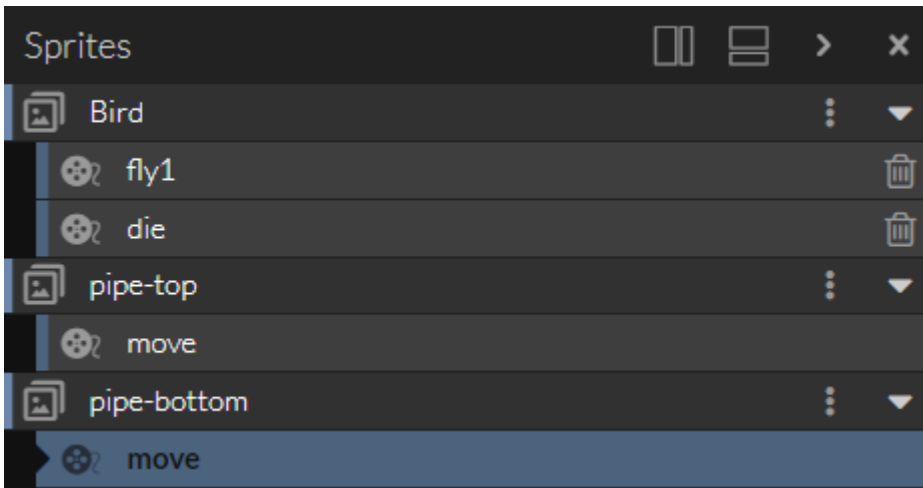 Sprites
Bird
fly1
die
pipe-top
move
pipe-bottom
move